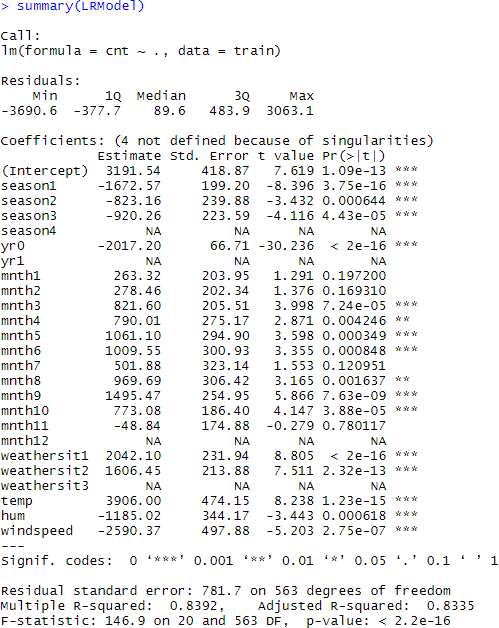 > summary(LRModel)
Call:
lm(formula = cnt ~ ., data = train)
Residuals:
    Min      1Q  Median      3Q     Max
-3690.6  -377.7    89.6   483.9  3063.1
Coefficients: (4 not defined because of singularities)
            Estimate Std. Error t value Pr(>|t|)
(Intercept)  3191.54     418.87   7.619 1.09e-13 ***
season1     -1672.57     199.20  -8.396 3.75e-16 ***
season2      -823.16     239.88  -3.432 0.000644 ***
season3      -920.26     223.59  -4.116 4.43e-05 ***
season4           NA         NA      NA       NA
yr0         -2017.20      66.71 -30.236  < 2e-16 ***
yr1               NA         NA      NA       NA
mnth1         263.32     203.95   1.291 0.197200
mnth2         278.46     202.34   1.376 0.169310
mnth3         821.60     205.51   3.998 7.24e-05 ***
mnth4         790.01     275.17   2.871 0.004246 **
mnth5        1061.10     294.90   3.598 0.000349 ***
mnth6        1009.55     300.93   3.355 0.000848 ***
mnth7         501.88     323.14   1.553 0.120951
mnth8         969.69     306.42   3.165 0.001637 **
mnth9        1495.47     254.95   5.866 7.63e-09 ***
mnth10        773.08     186.40   4.147 3.88e-05 ***
mnth11        -48.84     174.88  -0.279 0.780117
mnth12            NA         NA      NA       NA
weathersit1  2042.10     231.94   8.805  < 2e-16 ***
weathersit2  1606.45     213.88   7.511 2.32e-13 ***
weathersit3       NA         NA      NA       NA
temp         3906.00     474.15   8.238 1.23e-15 ***
hum         -1185.02     344.17  -3.443 0.000618 ***
windspeed   -2590.37     497.88  -5.203 2.75e-07 ***
---
Signif. codes:  0 ‘***’ 0.001 ‘**’ 0.01 ‘*’ 0.05 ‘.’ 0.1 ‘ ’ 1
Residual standard error: 781.7 on 563 degrees of freedom
Multiple R-squared:  0.8392,    Adjusted R-squared:  0.8335
F-statistic: 146.9 on 20 and 563 DF,  p-value: < 2.2e-16